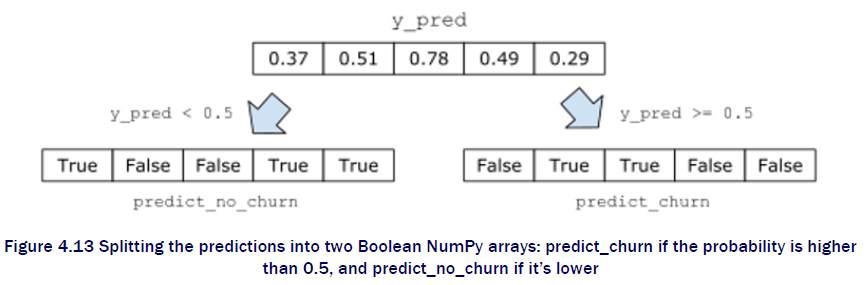 y_pred
0.37 0.51 0.78 0.49 0.29
y_pred < 0.5 y_pred >= 0.5
True False False True True False True True False False
predict_no_churn predict_churn
Figure 4.13 Splitting the predictions into two Boolean NumPy arrays: predict_churn if the probability is higher
than 0.5, and predict_no_churn if it’s lower